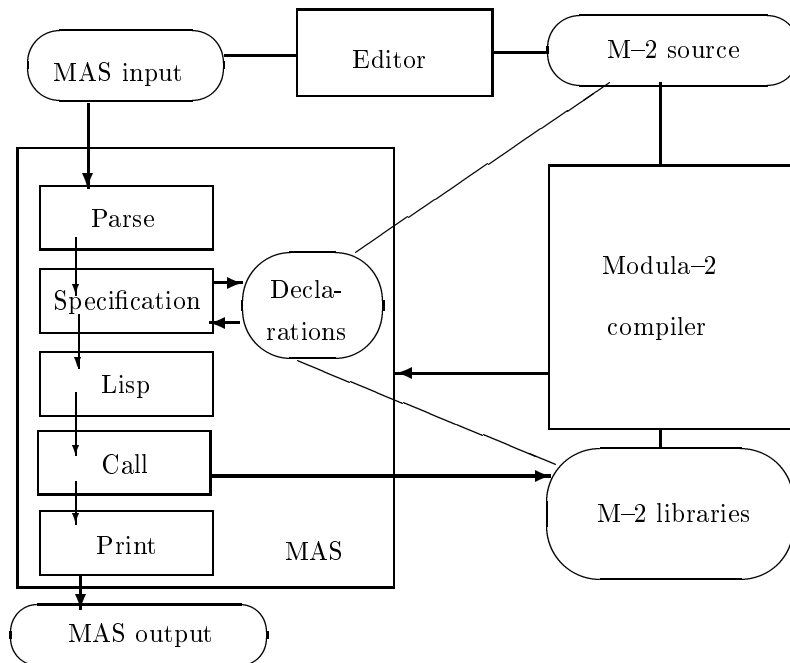 MAS input
Editor
M–2 source
Parse
Specification
Decla-
rations
Modula–2
compiler
Lisp
Call
M–2 libraries
Print
MAS
MAS output